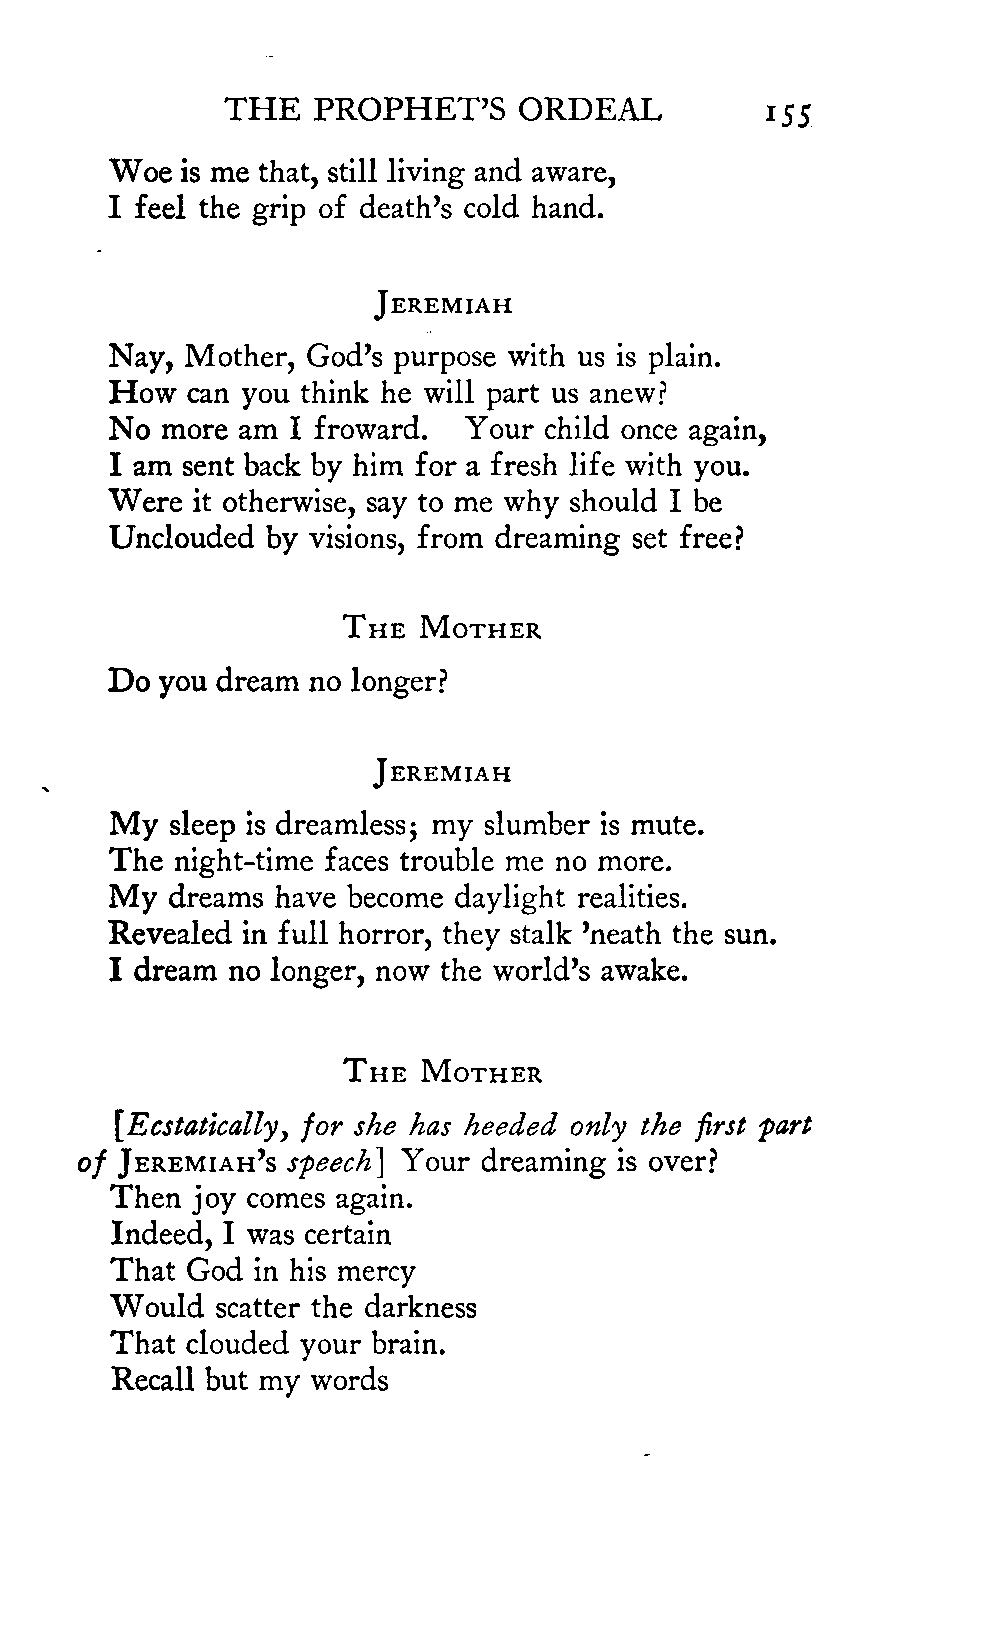 THE PROPHET'S ORDEAL 155
Woe is me that, still living and aware,
I feel the grip of death's cold hand.
JEREMIAH
Nay, Mother, God's purpose with us is plain.
How can you think he will part us anew?
No more am I froward. Your child once again,
I am sent back by him for a fresh life with you.
Were it otherwise, say to me why should I be
Unclouded by visions, from dreaming set free?
THE MOTHER
Do you dream no longer?
JEREMIAH
My sleep is dreamless; my slumber is mute.
The night-time faces trouble me no more.
My dreams have become daylight realities.
Revealed in full horror, they stalk 'neath the sun.
I dream no longer, now the world's awake.
THE MOTHER
[Ecstatically, for she has heeded only the first part
of JEREMIAH'S speech] Your dreaming is over?
Then joy comes again.
Indeed, I was certain
That God in his mercy
Would scatter the darkness
That clouded your brain.
Recall but my words